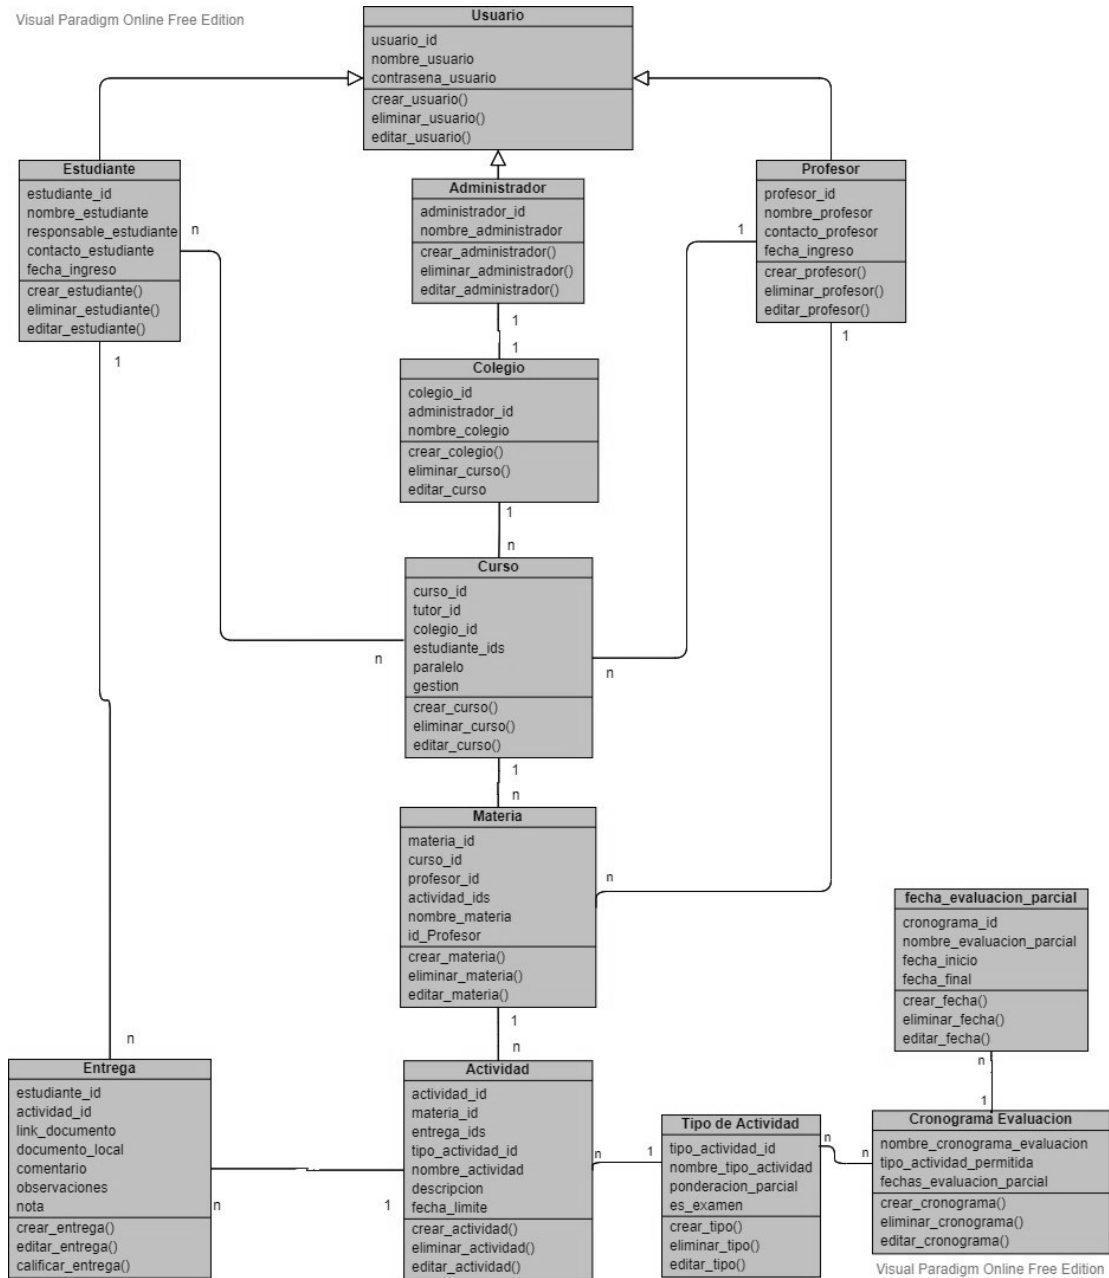 Visual Paradigm Online Free Edition
Usuario
usuario_id
nombre_usuario
contrasena_usuario
crear_usuario()
eliminar_usuario()
editar_usuario()
Estudiante
estudiante_id
nombre_estudiante
responsable_estudiante
contacto_estudiante
fecha_ingreso
crear_estudiante()
eliminar_estudiante()
editar_estudiante()
n
1
Administrador
administrador_id
nombre_administrador
crear_administrador()
eliminar_administrador()
editar_administrador()
1
1
Profesor
profesor_id
nombre_profesor
contacto_profesor
fecha_ingreso
crear_profesor()
eliminar_profesor()
editar_profesor()
1
1
Colegio
colegio_id
administrador_id
nombre_colegio
crear_colegio()
eliminar_curso()
editar_curso
1
n
Curso
curso_id
tutor_id
colegio_id
estudiante_ids
paralelo
gestion
crear_curso()
eliminar_curso()
editar_curso()
n
n
1
n
Materia
materia_id
curso_id
profesor_id
actividad_ids
nombre_materia
id_Profesor
crear_materia()
eliminar_materia()
editar_materia()
n
1
n
fecha_evaluacion_parcial
cronograma_id
nombre_evaluacion_parcial
fecha_inicio
fecha_final
crear_fecha()
eliminar_fecha()
editar_fecha()
n
1
n
Entrega
estudiante_id
actividad_id
link_documento
documento_local
comentario
observaciones
nota
crear_entrega()
editar_entrega()
calificar_entrega()
n
1
Actividad
actividad_id
materia_id
entrega_ids
tipo_actividad_id
nombre_actividad
descripcion
fecha_limite
crear_actividad()
eliminar_actividad()
editar_actividad()
n
1
Tipo de Actividad
tipo_actividad_id
nombre_tipo_actividad
ponderacion_parcial
es_examen
crear_tipo()
eliminar_tipo()
editar_tipo()
n
n
Cronograma Evaluacion
nombre_cronograma_evaluacion
tipo_actividad_permitida
fechas_evaluacion_parcial
crear_cronograma()
eliminar_cronograma()
editar_cronograma()
Visual Paradigm Online Free Edition